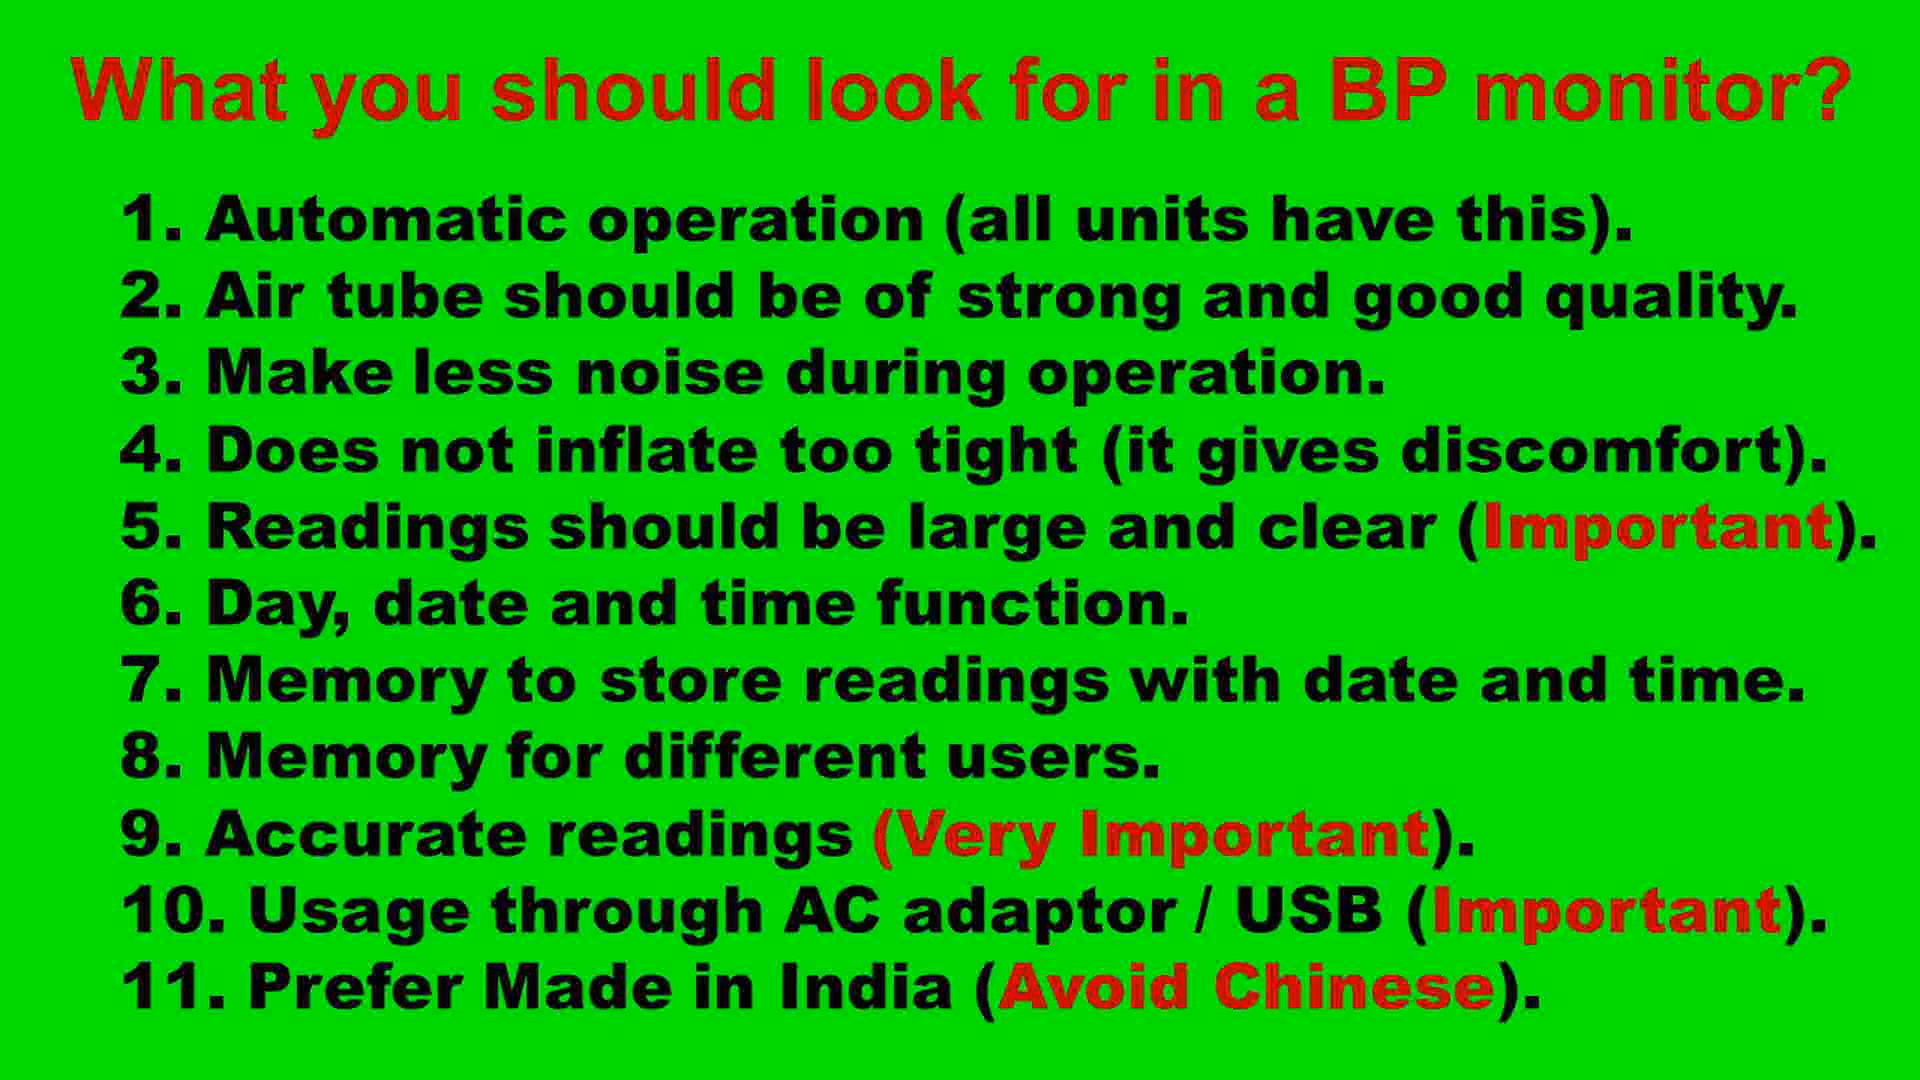 What you should look for in a BP monitor?
1. Automatic operation (all units have this).
2. Air tube should be of strong and good quality.
3. Make less noise during operation.
4. Does not inflate too tight (it gives discomfort).
5. Readings should be large and clear (Important).
6. Day, date and time function.
7. Memory to store readings with date and time.
8. Memory for different users.
9. Accurate readings (Very Important).
10. Usage through AC adaptor / USB (Important).
11. Prefer Made in India (Avoid Chinese).